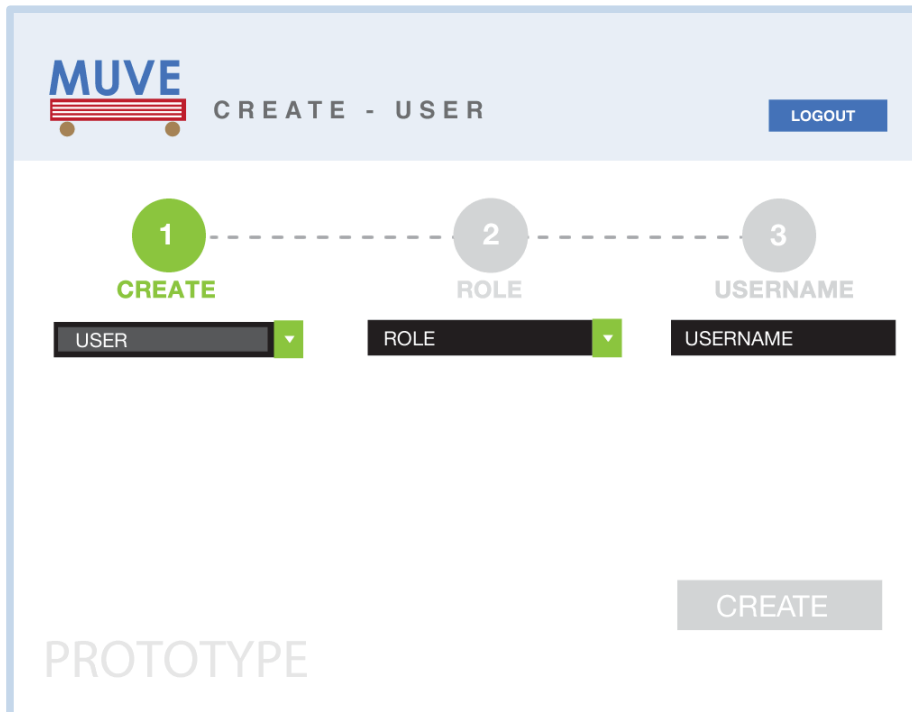 MUVE
CREATE - USER
LOGOUT
1 2 3
CREATE ROLE USERNAME
USER ROLE USERNAME
CREATE
PROTOTYPE